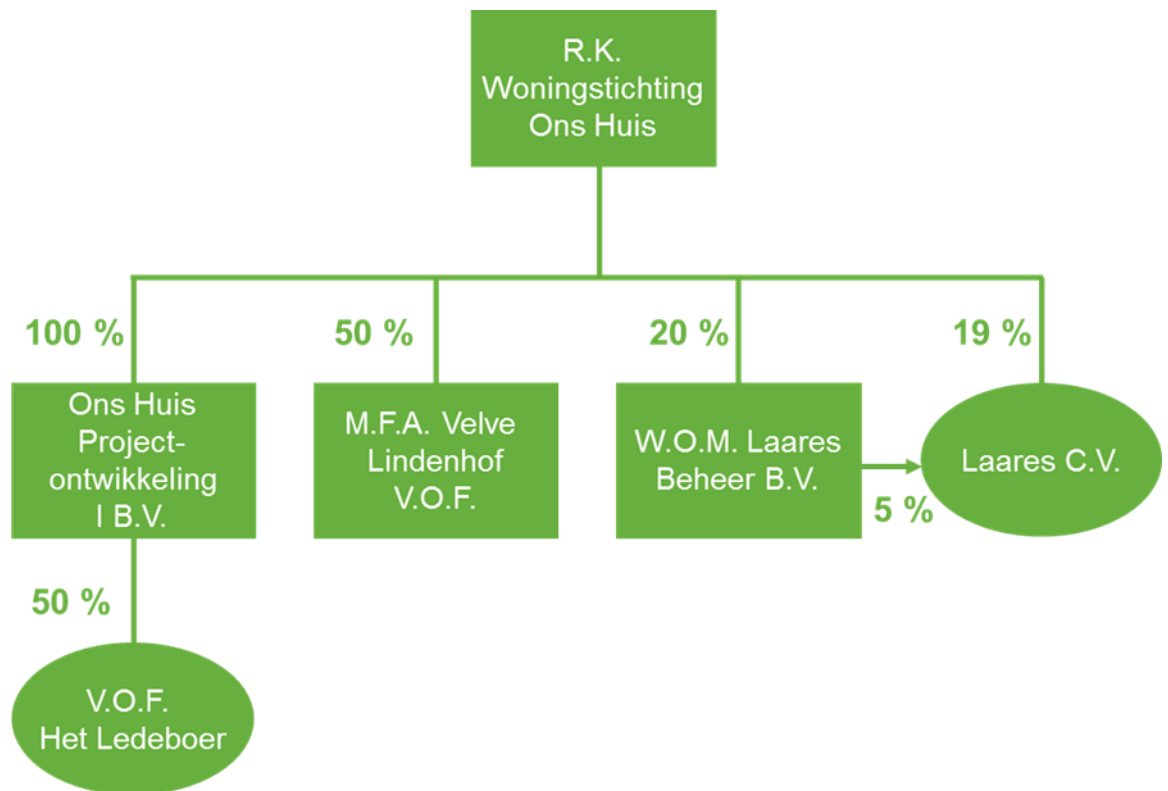 R.K.
Woningstichting
Ons Huis
100 %
50 %
20 %
19 %
Ons Huis
Project-
ontwikkeling
I B.V.
M.F.A. Velve
Lindenhof
V.O.F.
W.O.M. Laares
Beheer B.V.
Laares C.V.
5 %
50 %
V.O.F.
Het Ledeboer